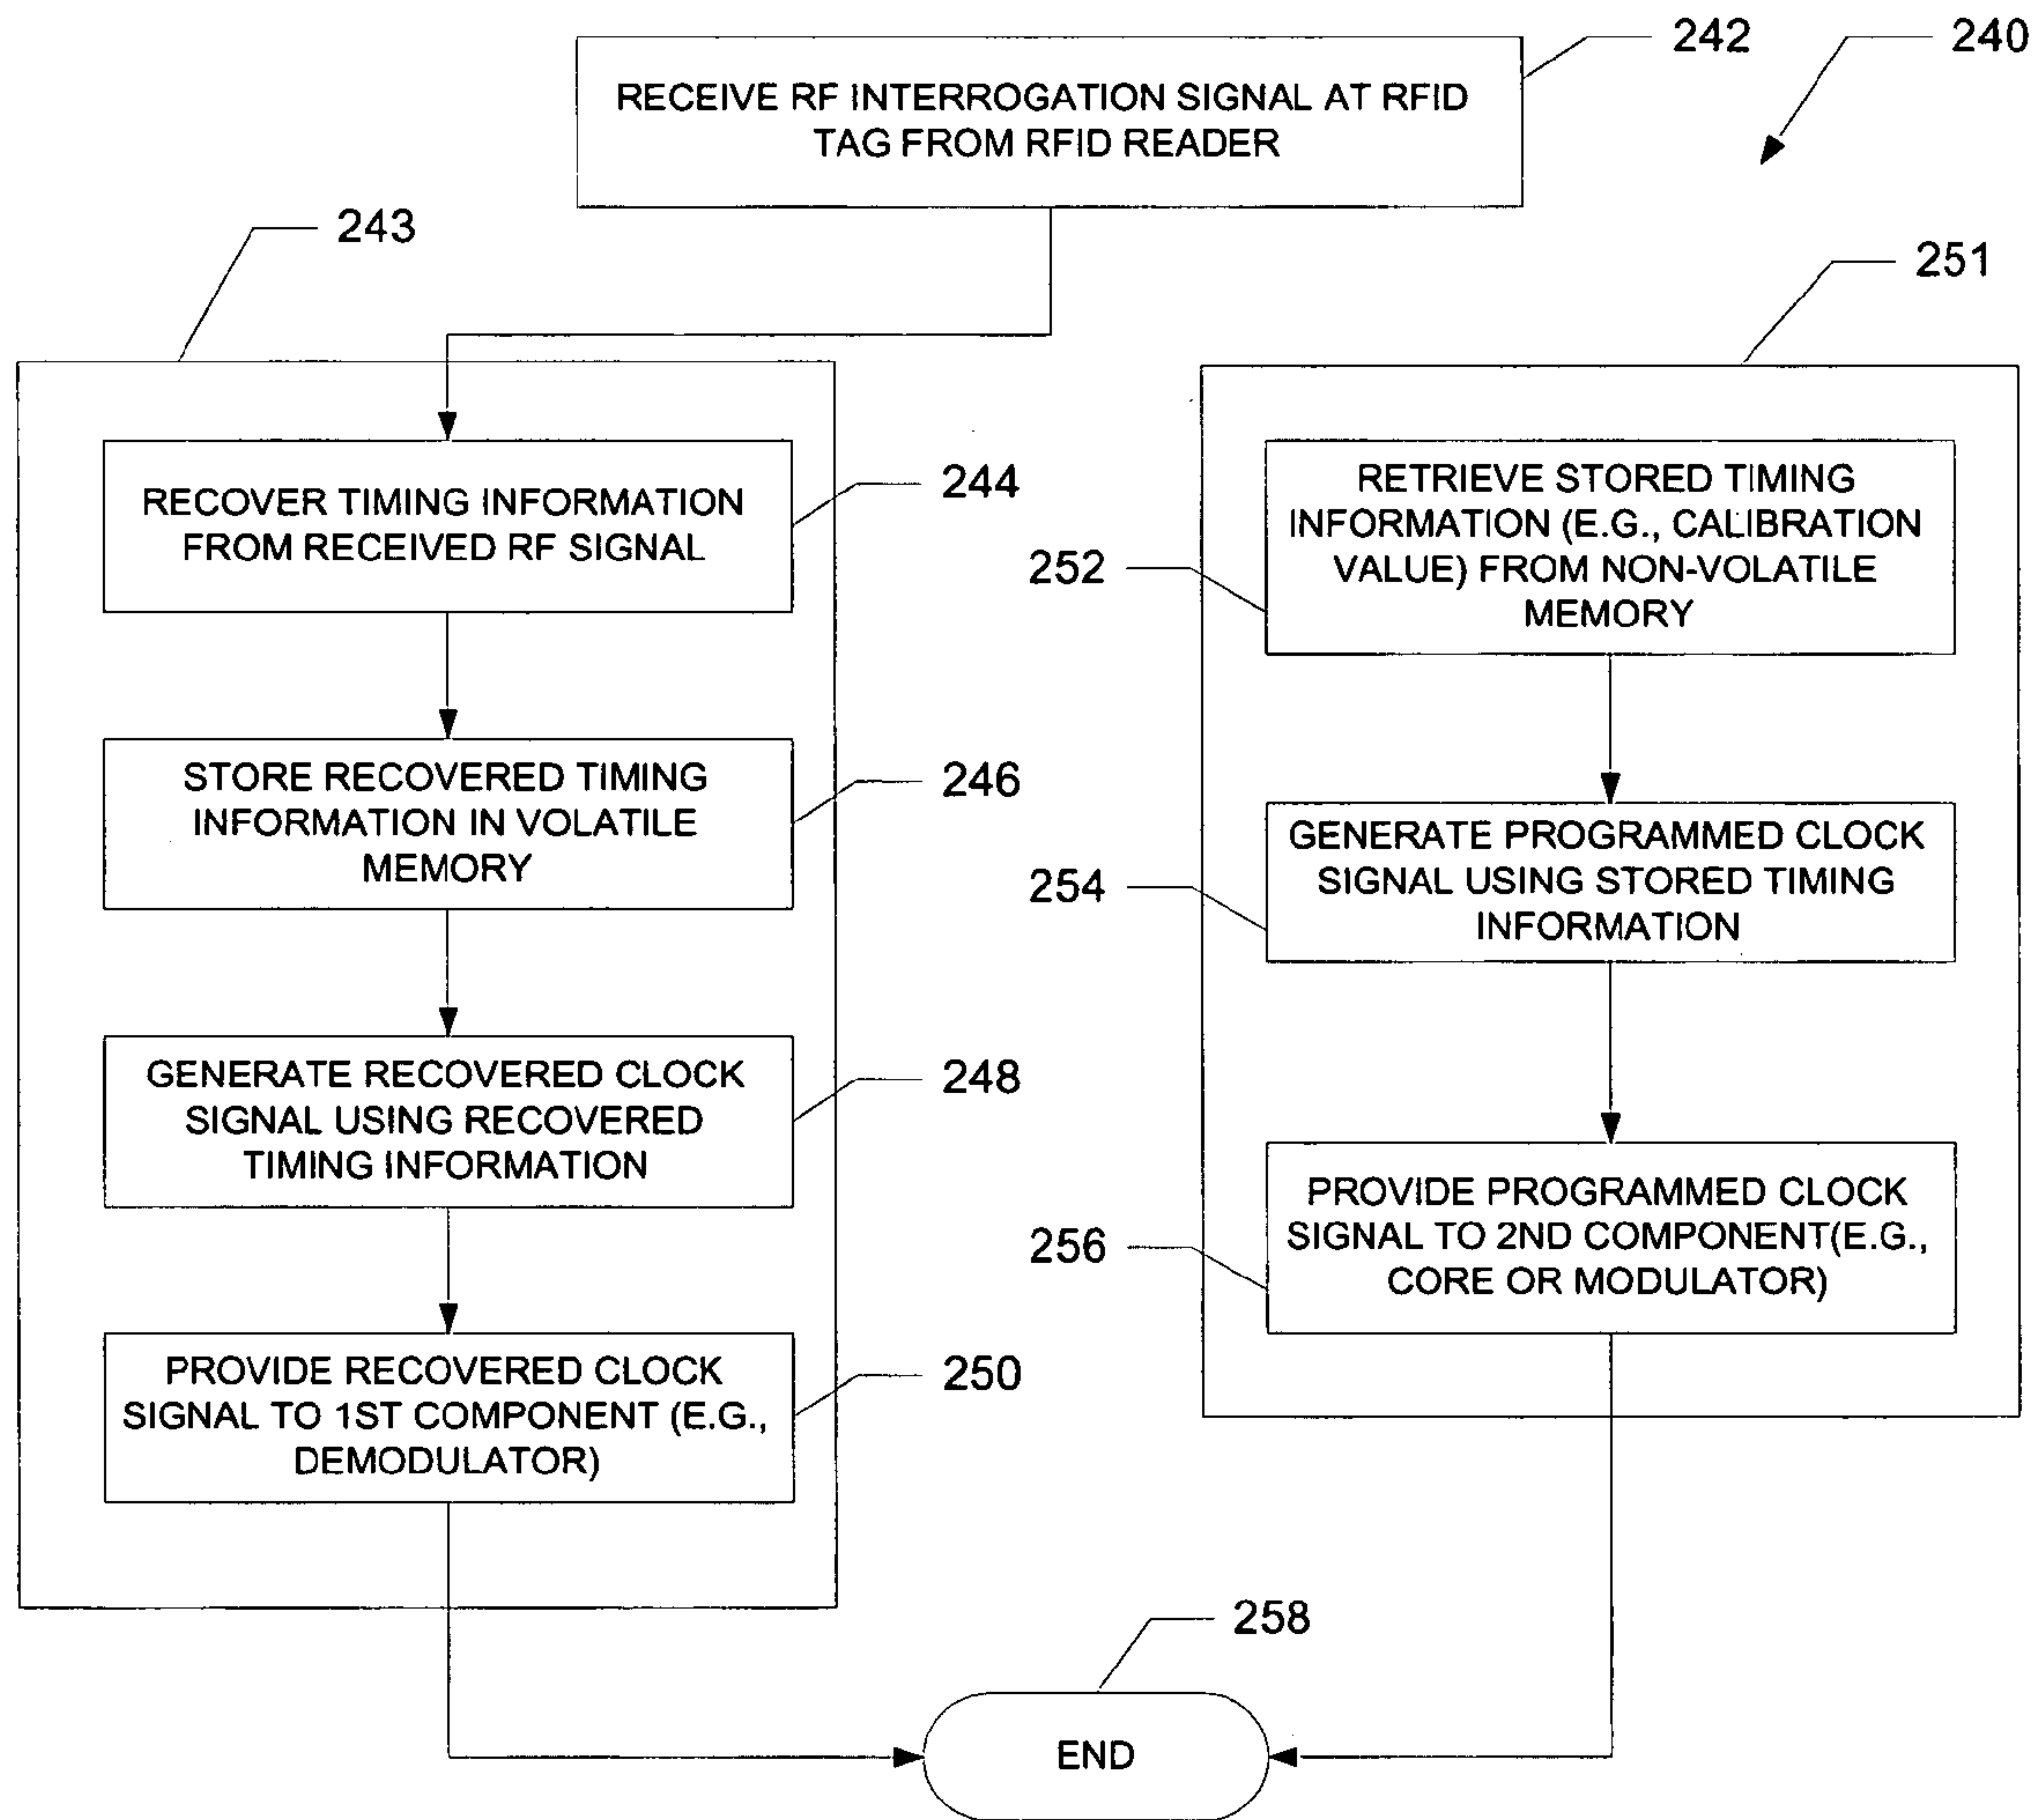 242
240
RECEIVE RF INTERROGATION SIGNAL AT RFID
TAG FROM RFID READER
243
251
RECOVER TIMING INFORMATION
FROM RECEIVED RF SIGNAL
244
STORE RECOVERED TIMING
INFORMATION IN VOLATILE
MEMORY
246
GENERATE RECOVERED CLOCK
SIGNAL USING RECOVERED
TIMING INFORMATION
248
PROVIDE RECOVERED CLOCK
SIGNAL TO 1ST COMPONENT (E.G.,
DEMODULATOR)
250
RETRIEVE STORED TIMING
INFORMATION (E.G., CALIBRATION
VALUE) FROM NON-VOLATILE
MEMORY
252
GENERATE PROGRAMMED CLOCK
SIGNAL USING STORED TIMING
INFORMATION
254
PROVIDE PROGRAMMED CLOCK
SIGNAL TO 2ND COMPONENT(E.G.,
CORE OR MODULATOR)
256
258
END